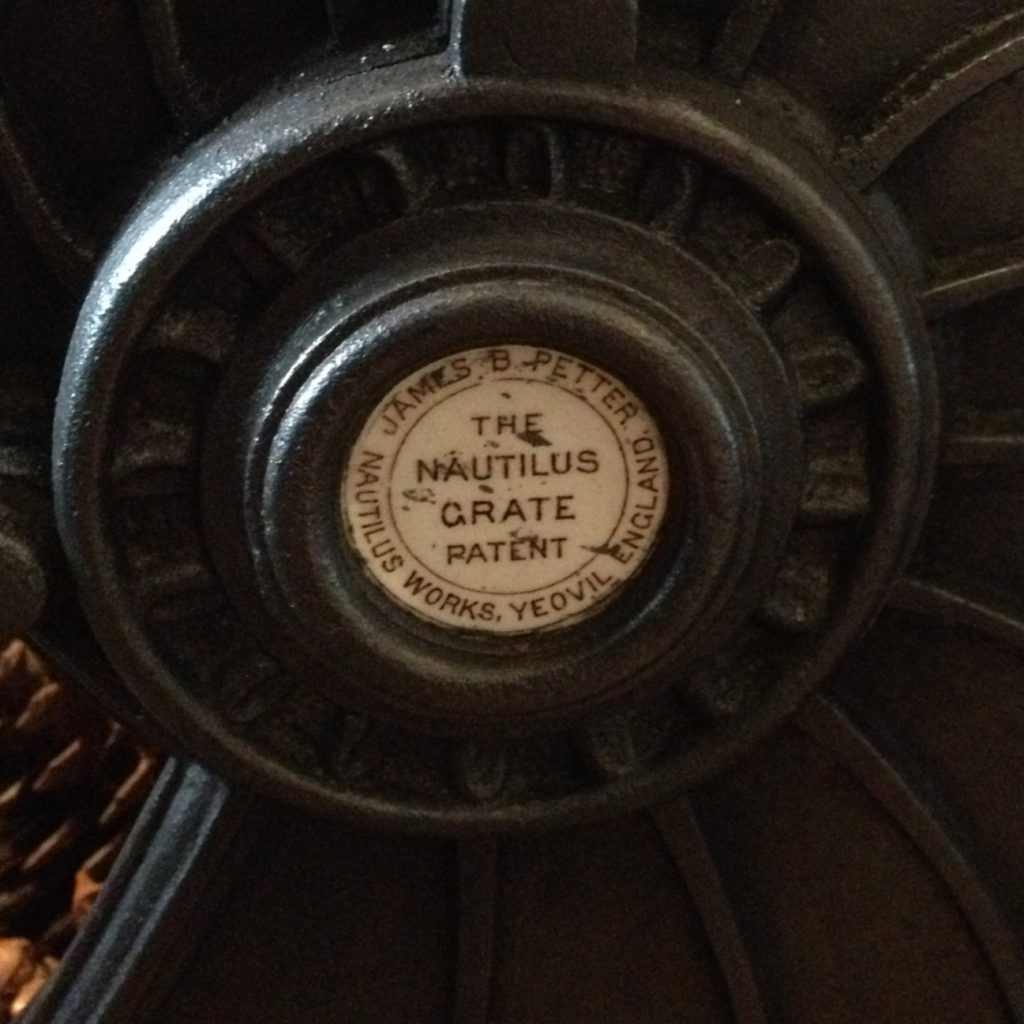 JAMES B. PETTER.
THE
NAUTILUS
GRATE
PATENT
NAUTILUS WORKS, YEOVIL ENGLAND